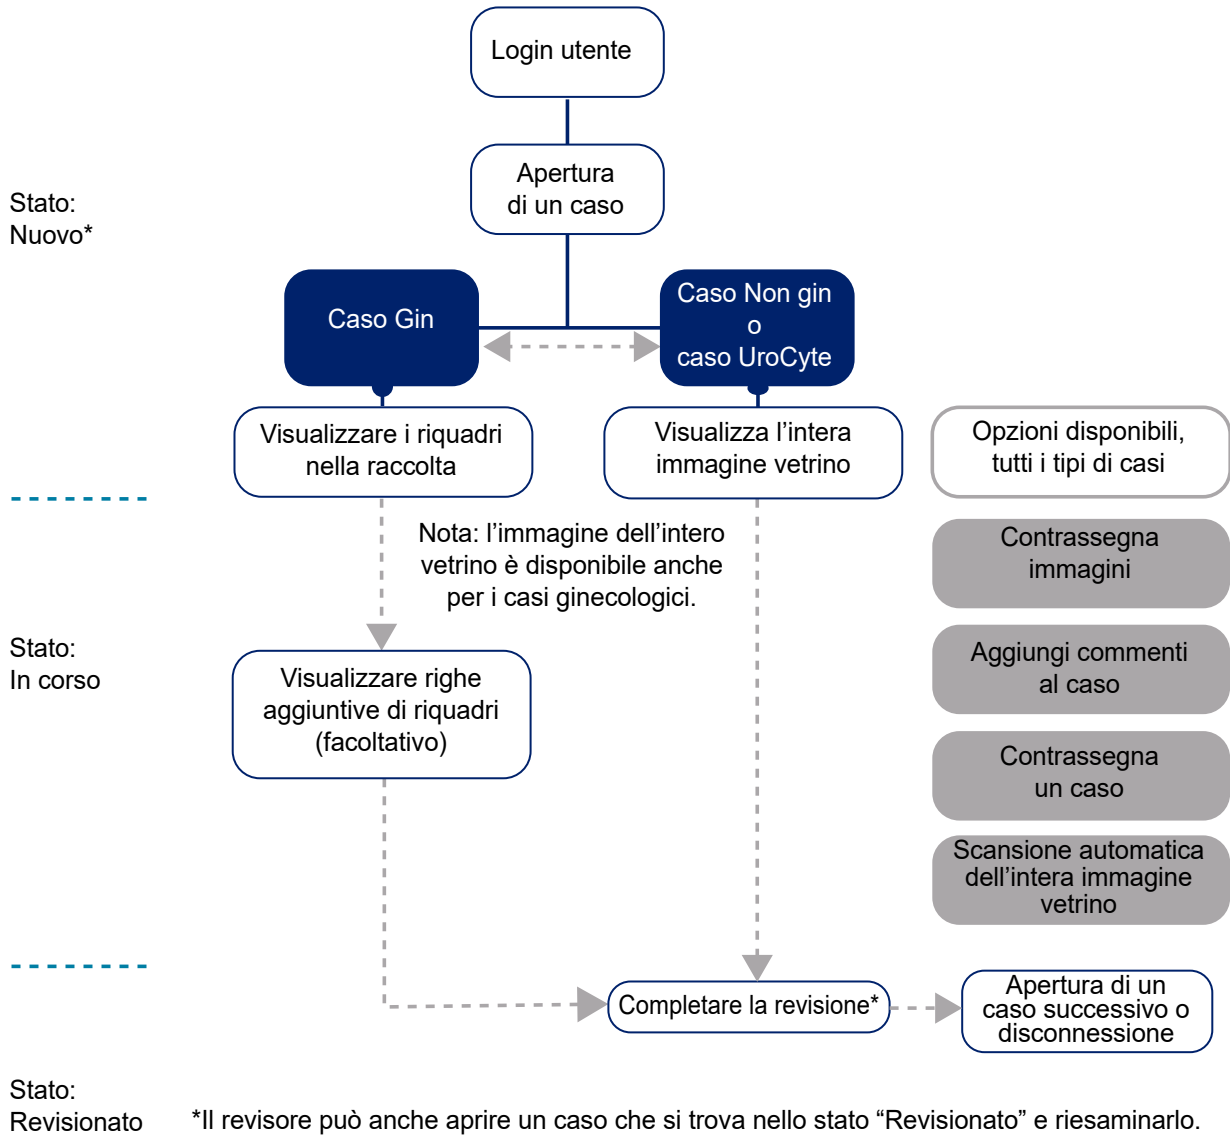 Login utente
Apertura
di un caso
Stato:
Nuovo*
Caso Gin
Caso Non gin
o
caso UroCyte
Visualizzare i riquadri
nella raccolta
Visualizza l’intera
immagine vetrino
Opzioni disponibili,
tutti i tipi di casi
Nota: l’immagine dell’intero
vetrino è disponibile anche
per i casi ginecologici.
Contrassegna
immagini
Stato:
In corso
Visualizzare righe
aggiuntive di riquadri
(facoltativo)
Aggiungi commenti
al caso
Contrassegna
un caso
Scansione automatica
dell’intera immagine
vetrino
Completare la revisione*
Apertura di un
caso successivo o
disconnessione
Stato:
Revisionato
*Il revisore può anche aprire un caso che si trova nello stato “Revisionato” e riesaminarlo.